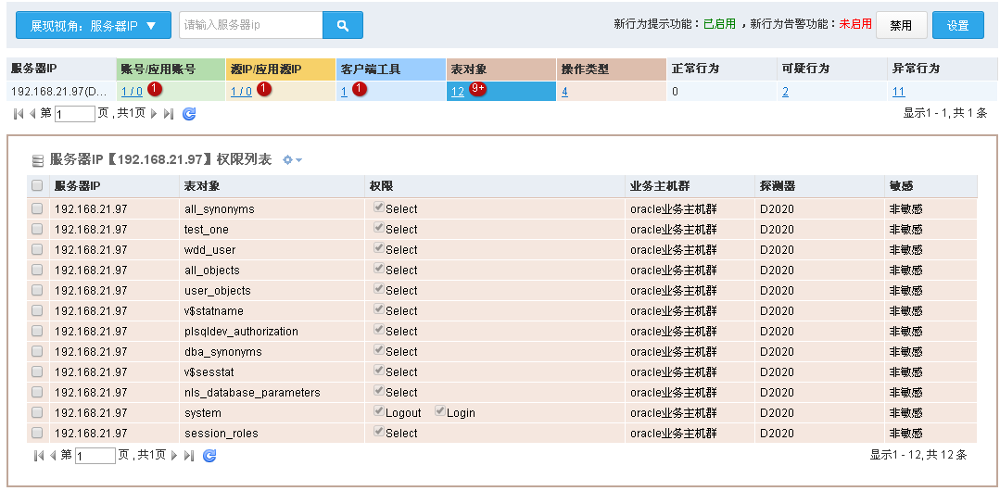 展现视角：服务器IP ▼ 请输入服务器ip 新行为提示功能：已启用 ，新行为告警功能：未启用 禁用 设置
服务器IP 账号/应用账号 源IP/应用源IP 客户端工具 表对象 操作类型 正常行为 可疑行为 异常行为
192.168.21.97(D... 1 / 0 1 1 / 0 1 1 1 12 9+ 4 0 2 11
第 1 页 , 共1页 显示1 - 1, 共 1 条
服务器IP【192.168.21.97】权限列表
服务器IP 表对象 权限 业务主机群 探测器 敏感
192.168.21.97 all_synonyms Select oracle业务主机群 D2020 非敏感
192.168.21.97 test_one Select oracle业务主机群 D2020 非敏感
192.168.21.97 wdd_user Select oracle业务主机群 D2020 非敏感
192.168.21.97 all_objects Select oracle业务主机群 D2020 非敏感
192.168.21.97 user_objects Select oracle业务主机群 D2020 非敏感
192.168.21.97 v$statname Select oracle业务主机群 D2020 非敏感
192.168.21.97 plsqldev_authorization Select oracle业务主机群 D2020 非敏感
192.168.21.97 dba_synonyms Select oracle业务主机群 D2020 非敏感
192.168.21.97 v$sesstat Select oracle业务主机群 D2020 非敏感
192.168.21.97 nls_database_parameters Select oracle业务主机群 D2020 非敏感
192.168.21.97 system Logout Login oracle业务主机群 D2020 非敏感
192.168.21.97 session_roles Select oracle业务主机群 D2020 非敏感
第 1 页 , 共1页 显示1 - 12, 共 12 条